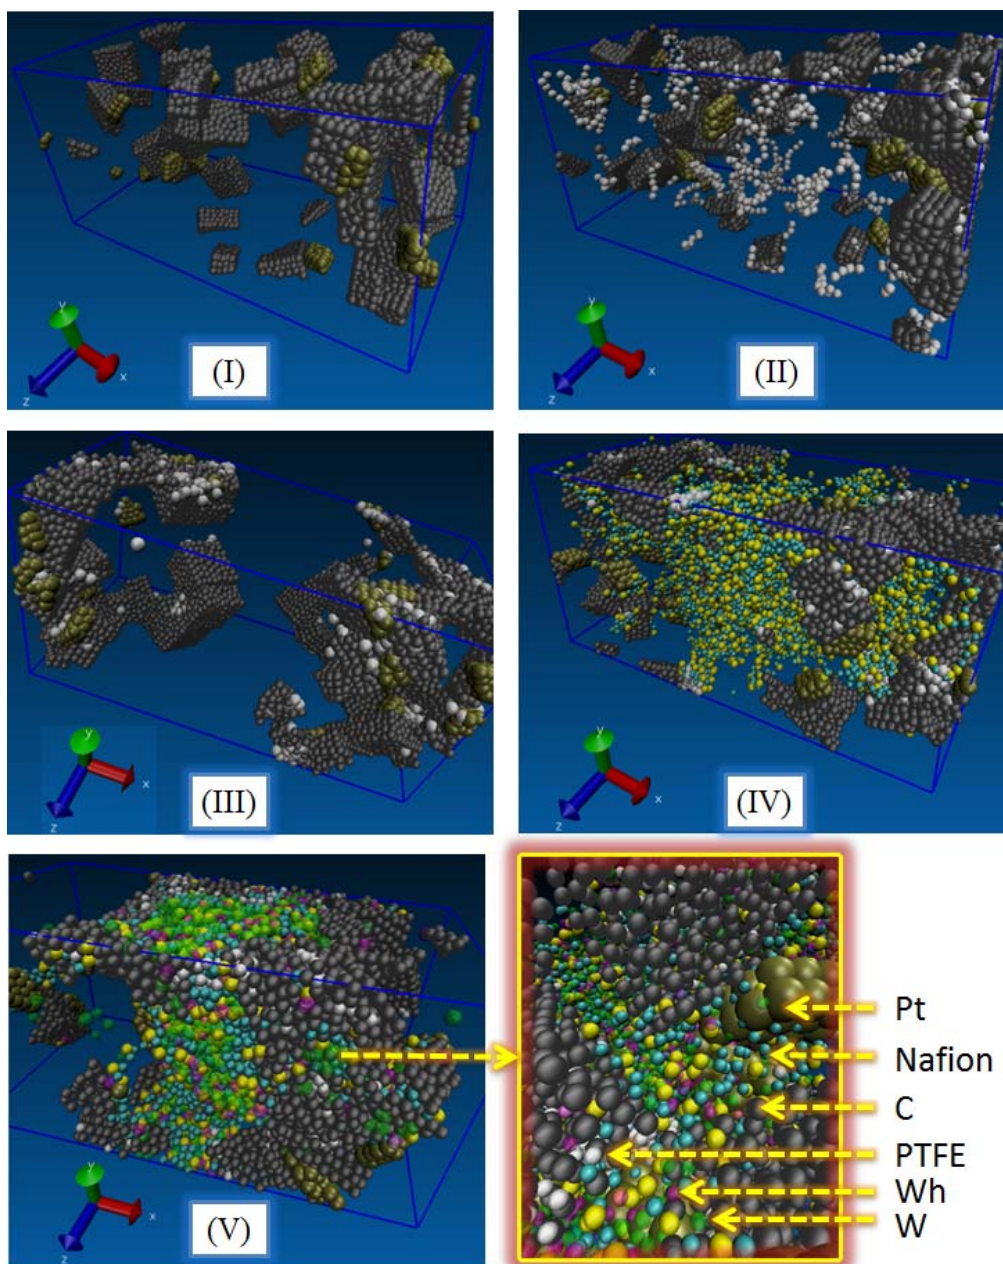 y
x
z
(I)
y
x
z
(II)
y
x
z
(III)
y
x
z
(IV)
y
x
z
(V)
Pt
Nafion
C
PTFE
Wh
W